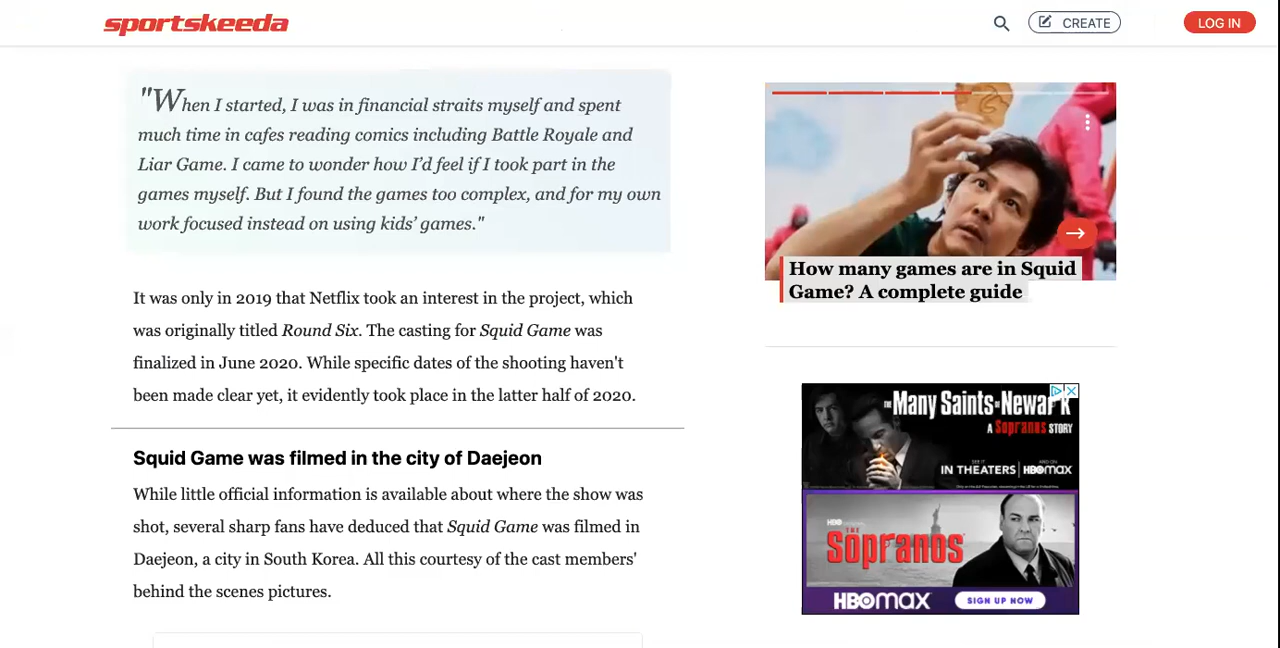 sportskeeda
CREATE
LOG IN
"When I started, I was in financial straits myself and spent
much time in cafes reading comics including Battle Royale and
Liar Game. I came to wonder how I'd feel if I took part in the
games myself. But I found the games too complex, and for my own
work focused instead on using kids' games."
It was only in 2019 that Netflix took an interest in the project, which
was originally titled Round Six. The casting for Squid Game was
finalized in June 2020. While specific dates of the shooting haven't
been made clear yet, it evidently took place in the latter half of 2020.
Squid Game was filmed in the city of Daejeon
While little official information is available about where the show was
shot, several sharp fans have deduced that Squid Game was filmed in
Daejeon, a city in South Korea. All this courtesy of the cast members'
behind the scenes pictures.
How many games are in Squid
Game? A complete guide
THE Many Saints of Newark
A Sopranos STORY
IN THEATERS | HBOMAX
HBO
THE
Sopranos
HBOMAX
SIGN UP NOW